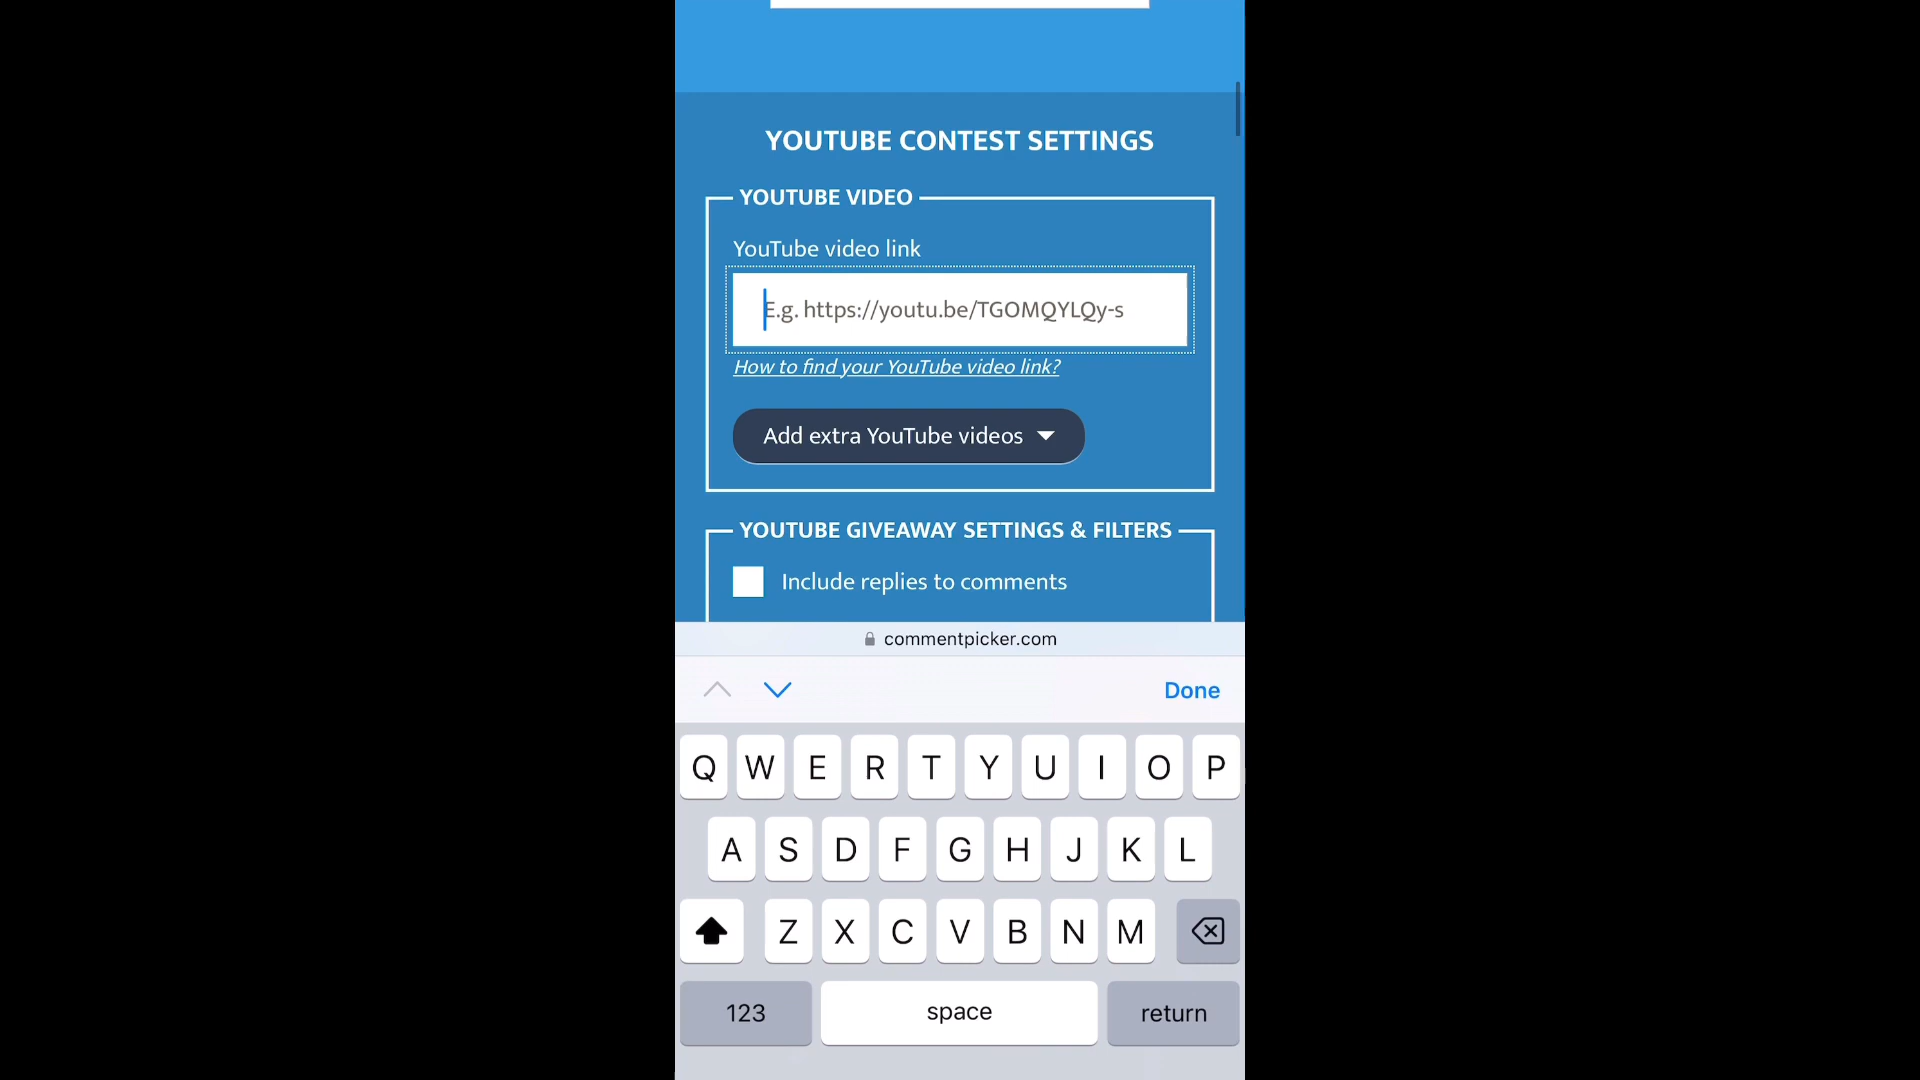 YOUTUBE CONTEST SETTINGS
YOUTUBE VIDEO
YouTube video link
E.g. https://youtu.be/TGOMQYLQy-s
How to find your YouTube video link?
Add extra YouTube videos
YOUTUBE GIVEAWAY SETTINGS & FILTERS
Include replies to comments
commentpicker.com
Done
Q W E R T Y U I O P
A S D F G H J K L
Z X C V B N M
123 space return